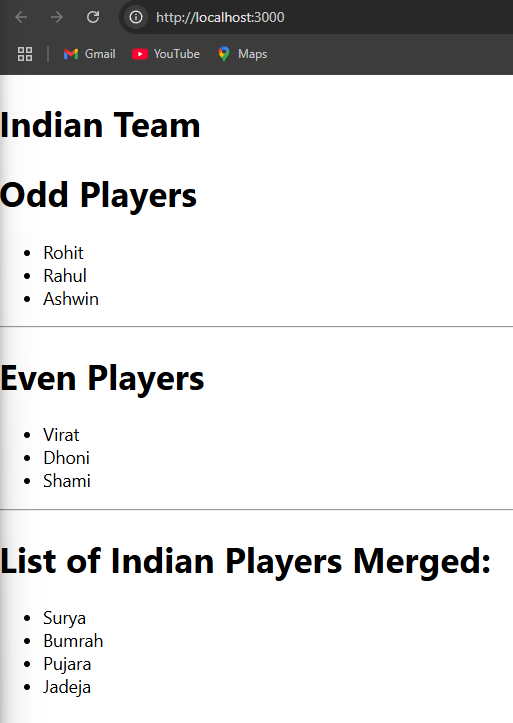 http://localhost:3000
Gmail YouTube Maps
Indian Team
Odd Players
Rohit
Rahul
Ashwin
Even Players
Virat
Dhoni
Shami
List of Indian Players Merged:
Surya
Bumrah
Pujara
Jadeja